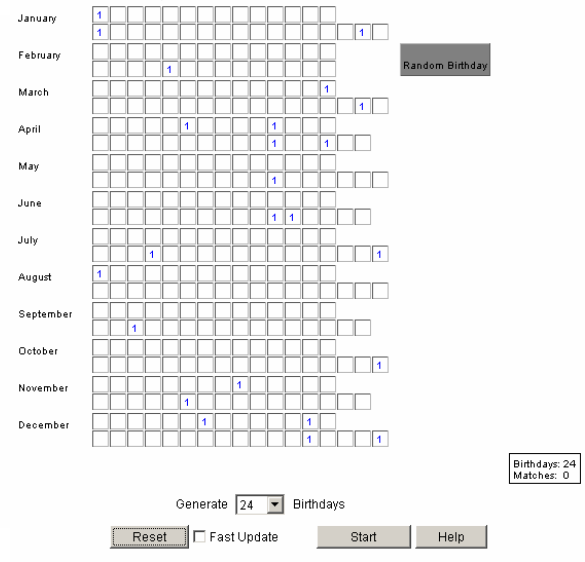 January 1
1 1
February
Random Birthday
1
March 1
1
April 1 1
1 1
May
1
June
1 1
July
1 1
August 1
September
1
October
1
November 1
1
December 1 1
1 1
Birthdays: 24
Matches: 0
Generate 24 Birthdays
Reset Fast Update Start Help